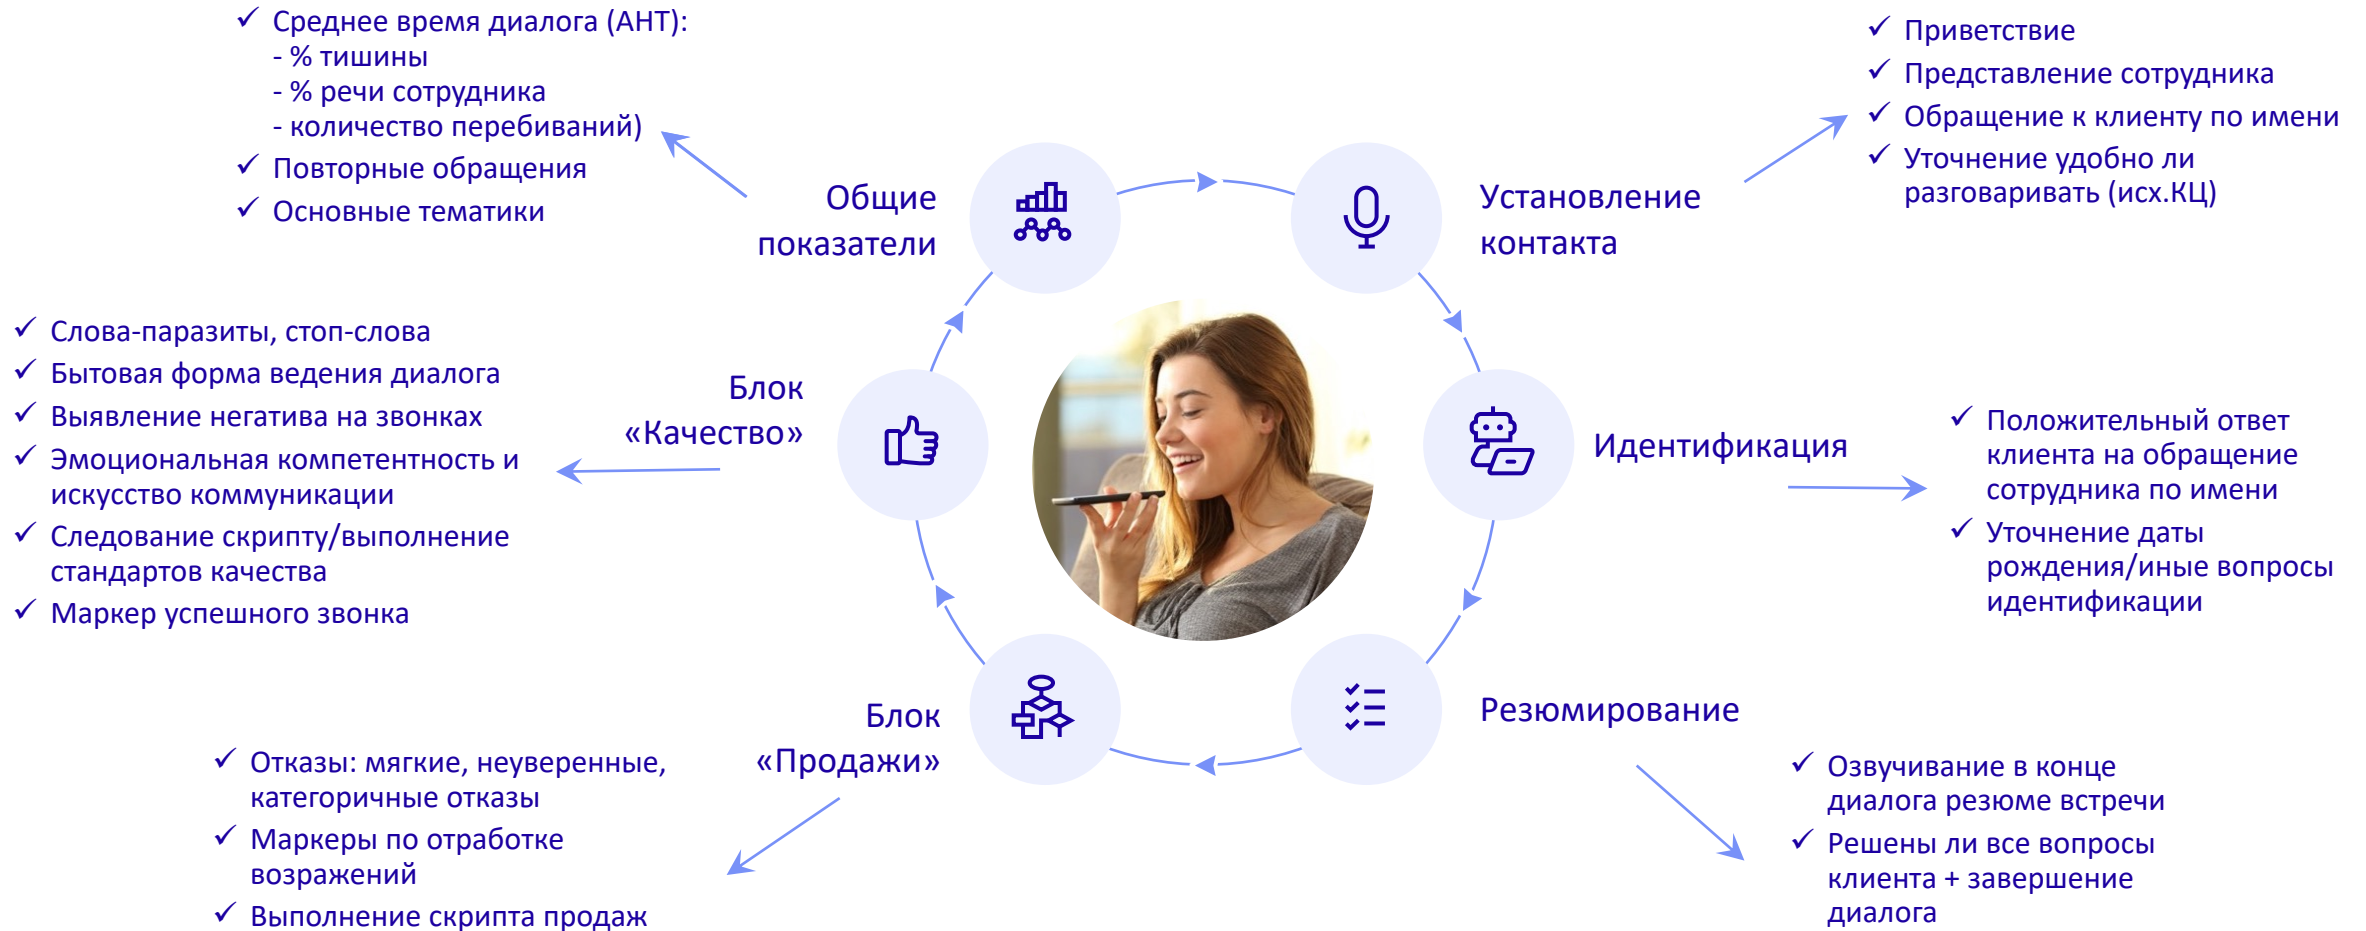 Среднее время диалога (АНТ):
- % тишины
- % речи сотрудника
- количество перебиваний)
Повторные обращения
Основные тематики
Общие
показатели
Приветствие
Представление сотрудника
Обращение к клиенту по имени
Уточнение удобно ли
разговаривать (исх.КЦ)
Установление
контакта
Слова-паразиты, стоп-слова
Бытовая форма ведения диалога
Выявление негатива на звонках
Эмоциональная компетентность и
искусство коммуникации
Следование скрипту/выполнение
стандартов качества
Маркер успешного звонка
Блок
«Качество»
Идентификация
Положительный ответ
клиента на обращение
сотрудника по имени
Уточнение даты
рождения/иные вопросы
идентификации
Блок
«Продажи»
Отказы: мягкие, неуверенные,
категоричные отказы
Маркеры по отработке
возражений
Выполнение скрипта продаж
Резюмирование
Озвучивание в конце
диалога резюме встречи
Решены ли все вопросы
клиента + завершение
диалога